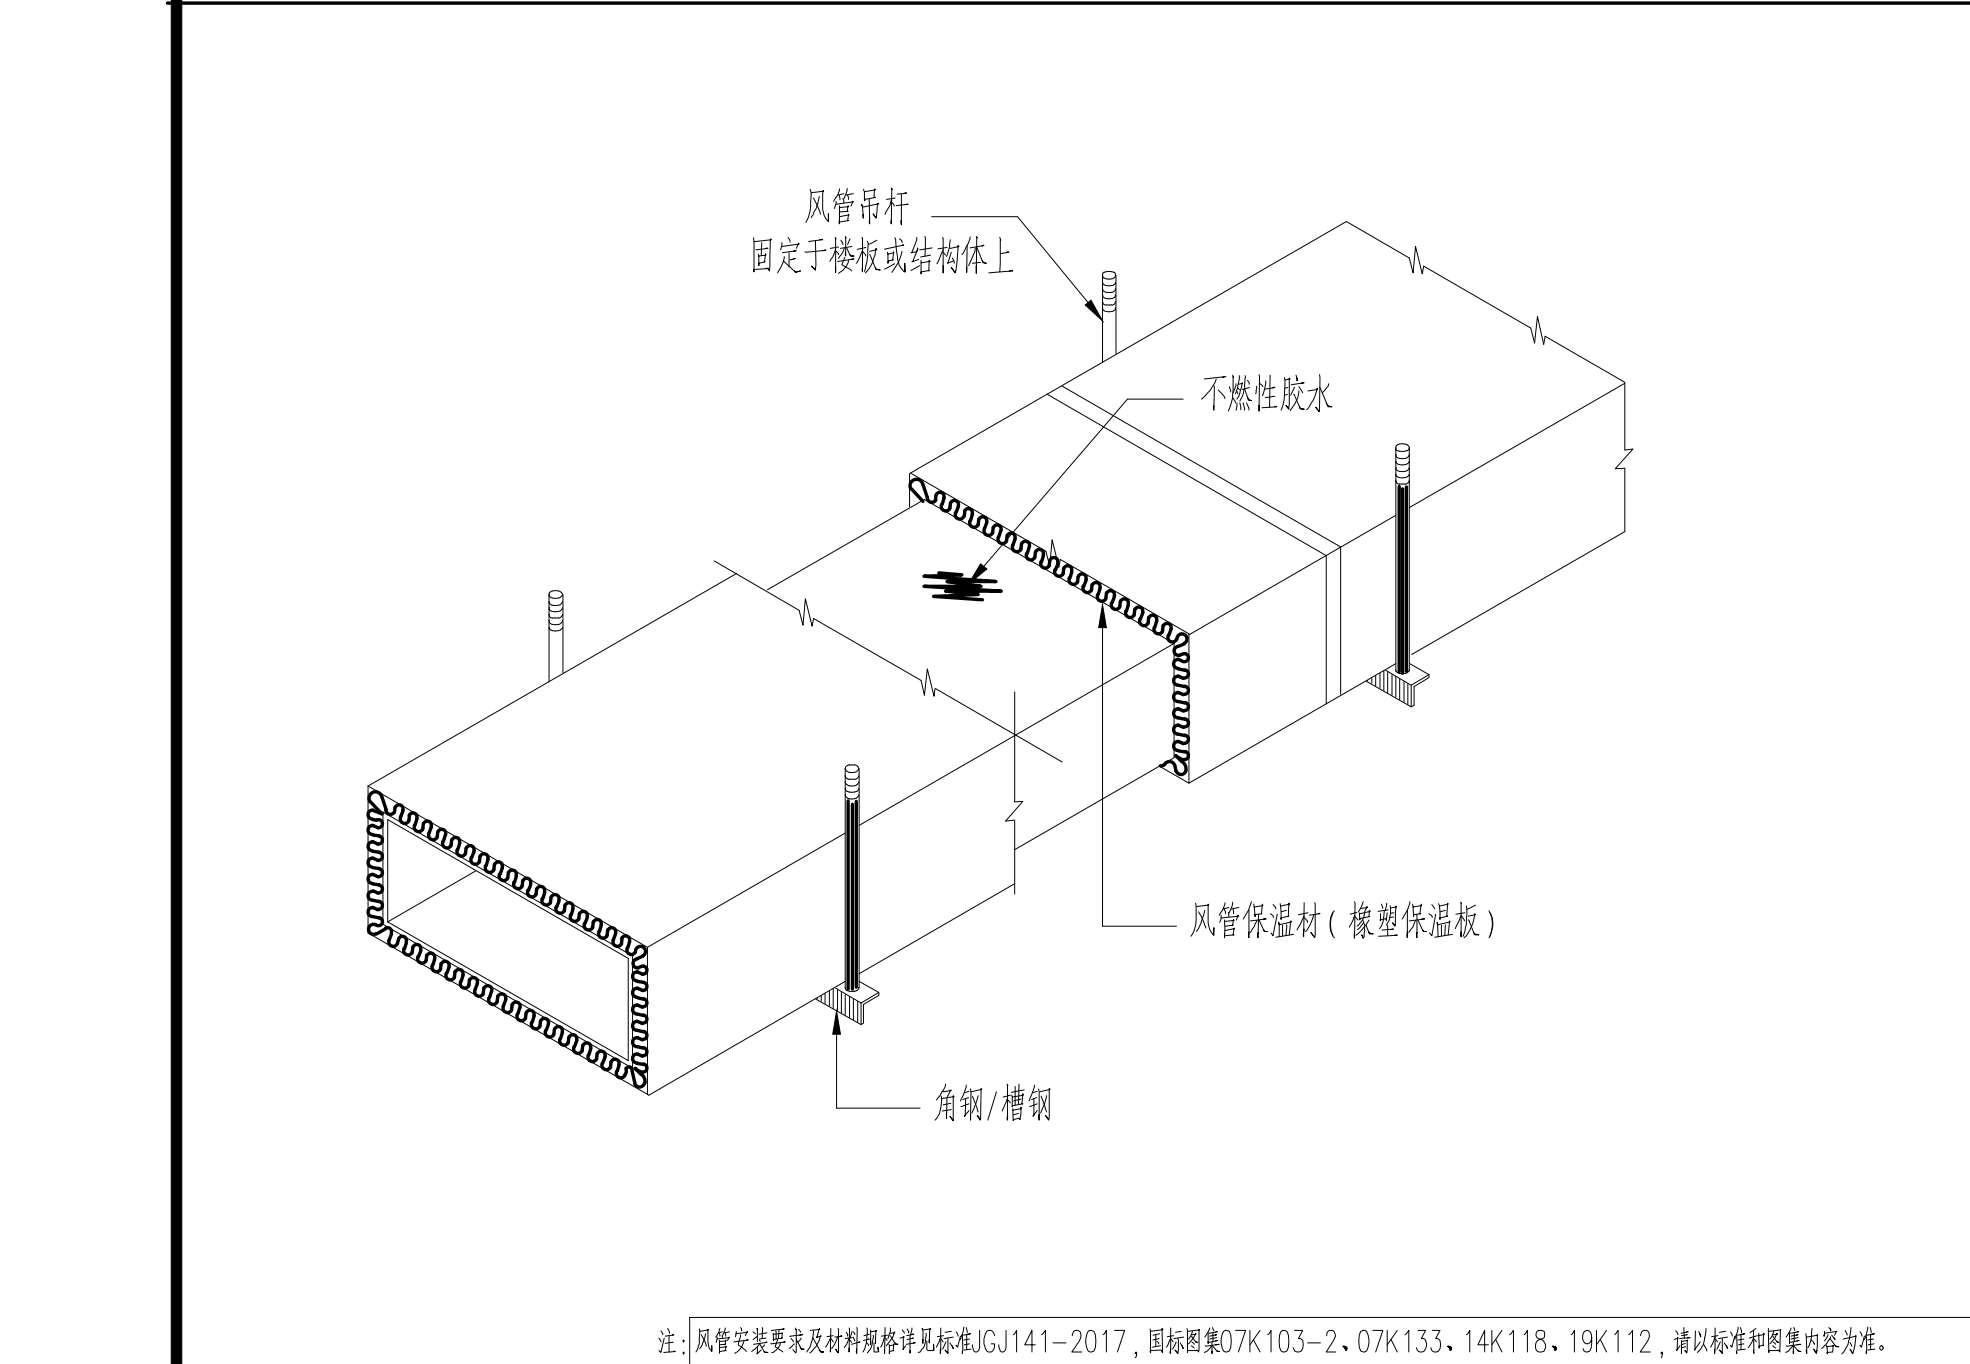 风管吊杆
固定于楼板或结构体上
不燃性胶水
风管保温材(橡塑保温板)
角钢/槽钢
注:风管安装要求及材料规格详见标准JGJ141-2017,国标图集07K103-2、07K133、14K118、19K112,请以标准和图集内容为准。